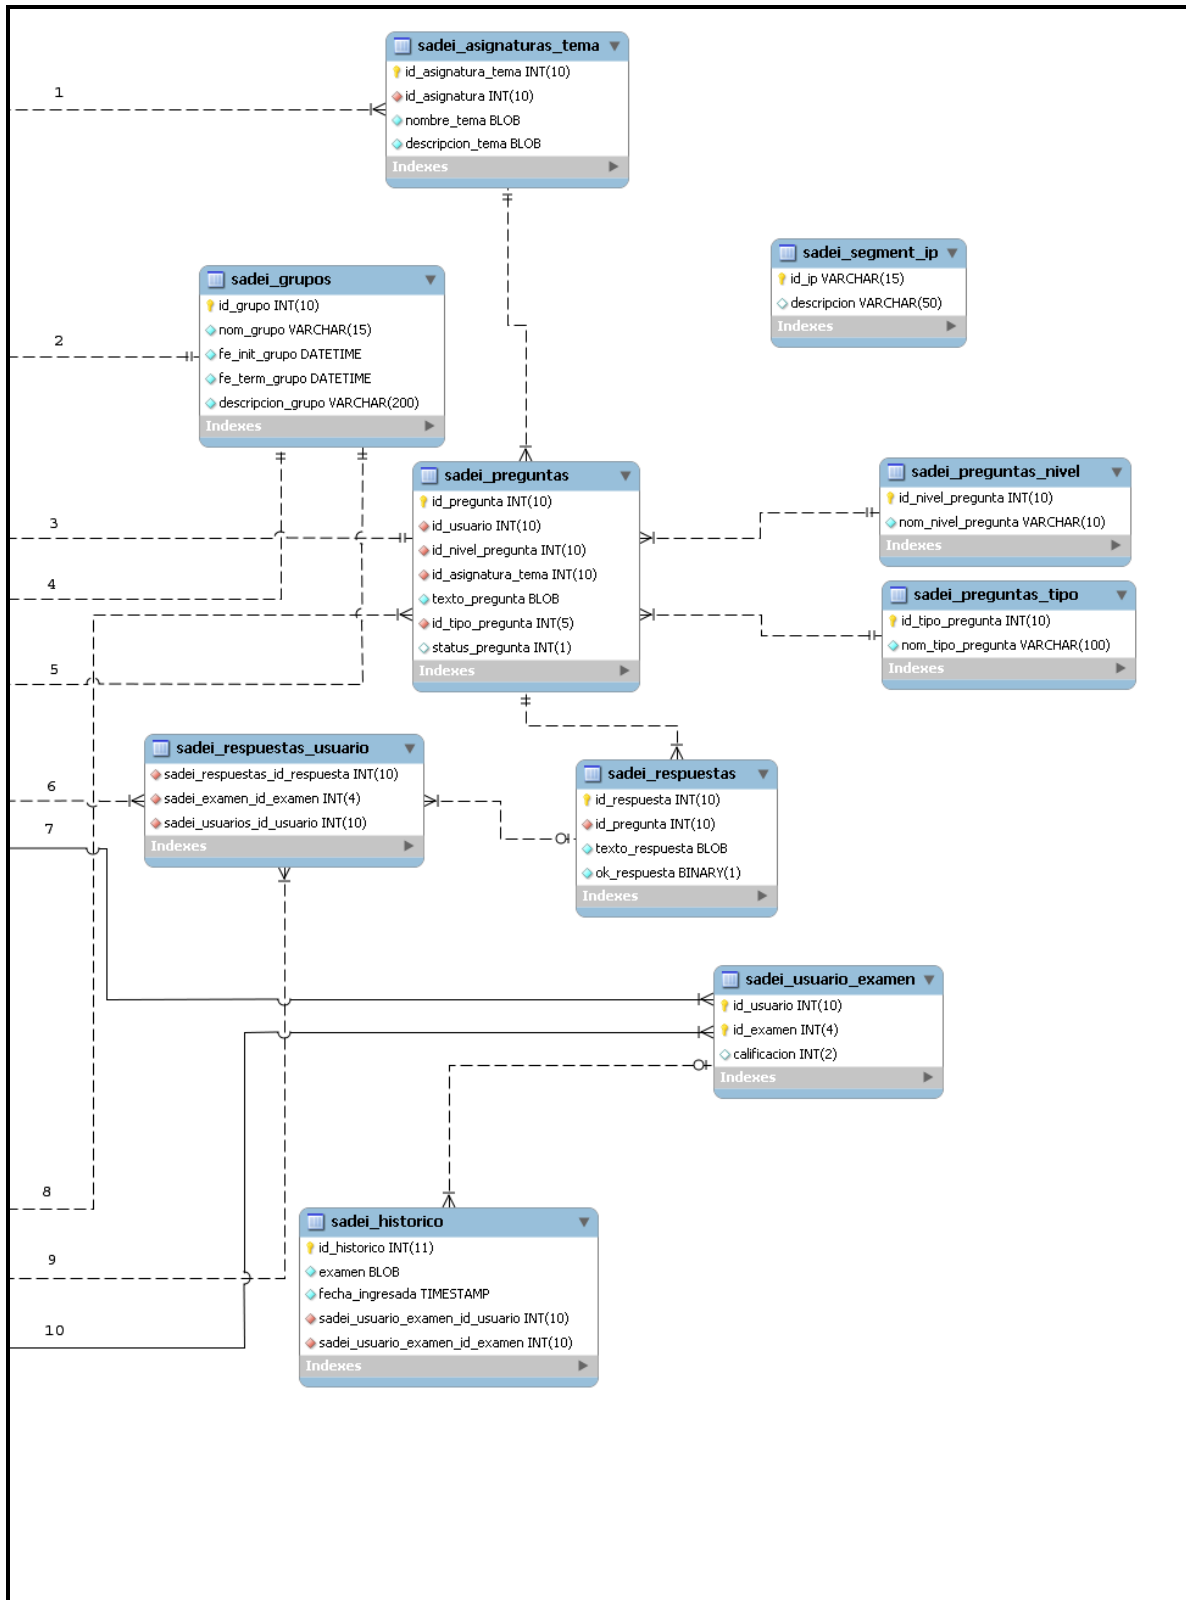 sadei_asignaturas_tema
id_asignatura_tema INT(10)
id_asignatura INT(10)
nombre_tema BLOB
descripcion_tema BLOB
Indexes
1
sadei_segment_ip
id_ip VARCHAR(15)
descripcion VARCHAR(50)
Indexes
sadei_grupos
id_grupo INT(10)
nom_grupo VARCHAR(15)
fe_init_grupo DATETIME
fe_term_grupo DATETIME
descripcion_grupo VARCHAR(200)
Indexes
2
sadei_preguntas
id_pregunta INT(10)
id_usuario INT(10)
id_nivel_pregunta INT(10)
id_asignatura_tema INT(10)
texto_pregunta BLOB
id_tipo_pregunta INT(5)
status_pregunta INT(1)
Indexes
sadei_preguntas_nivel
id_nivel_pregunta INT(10)
nom_nivel_pregunta VARCHAR(10)
Indexes
sadei_preguntas_tipo
id_tipo_pregunta INT(10)
nom_tipo_pregunta VARCHAR(100)
Indexes
3
4
5
sadei_respuestas_usuario
sadei_respuestas_id_respuesta INT(10)
sadei_examen_id_examen INT(4)
sadei_usuarios_id_usuario INT(10)
Indexes
sadei_respuestas
id_respuesta INT(10)
id_pregunta INT(10)
texto_respuesta BLOB
ok_respuesta BINARY(1)
Indexes
6
7
sadei_usuario_examen
id_usuario INT(10)
id_examen INT(4)
calificacion INT(2)
Indexes
8
9
10
sadei_historico
id_historico INT(11)
examen BLOB
fecha_ingresada TIMESTAMP
sadei_usuario_examen_id_usuario INT(10)
sadei_usuario_examen_id_examen INT(10)
Indexes